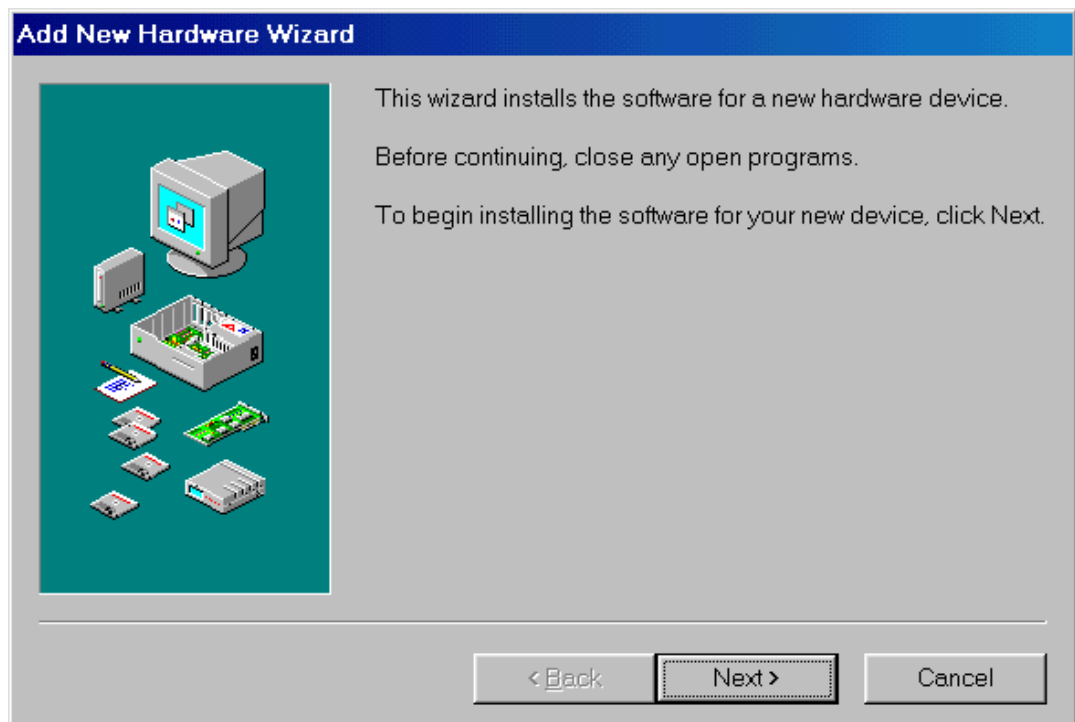 Add New Hardware Wizard
This wizard installs the software for a new hardware device.
Before continuing, close any open programs.
To begin installing the software for your new device, click Next.
< Back
Next >
Cancel